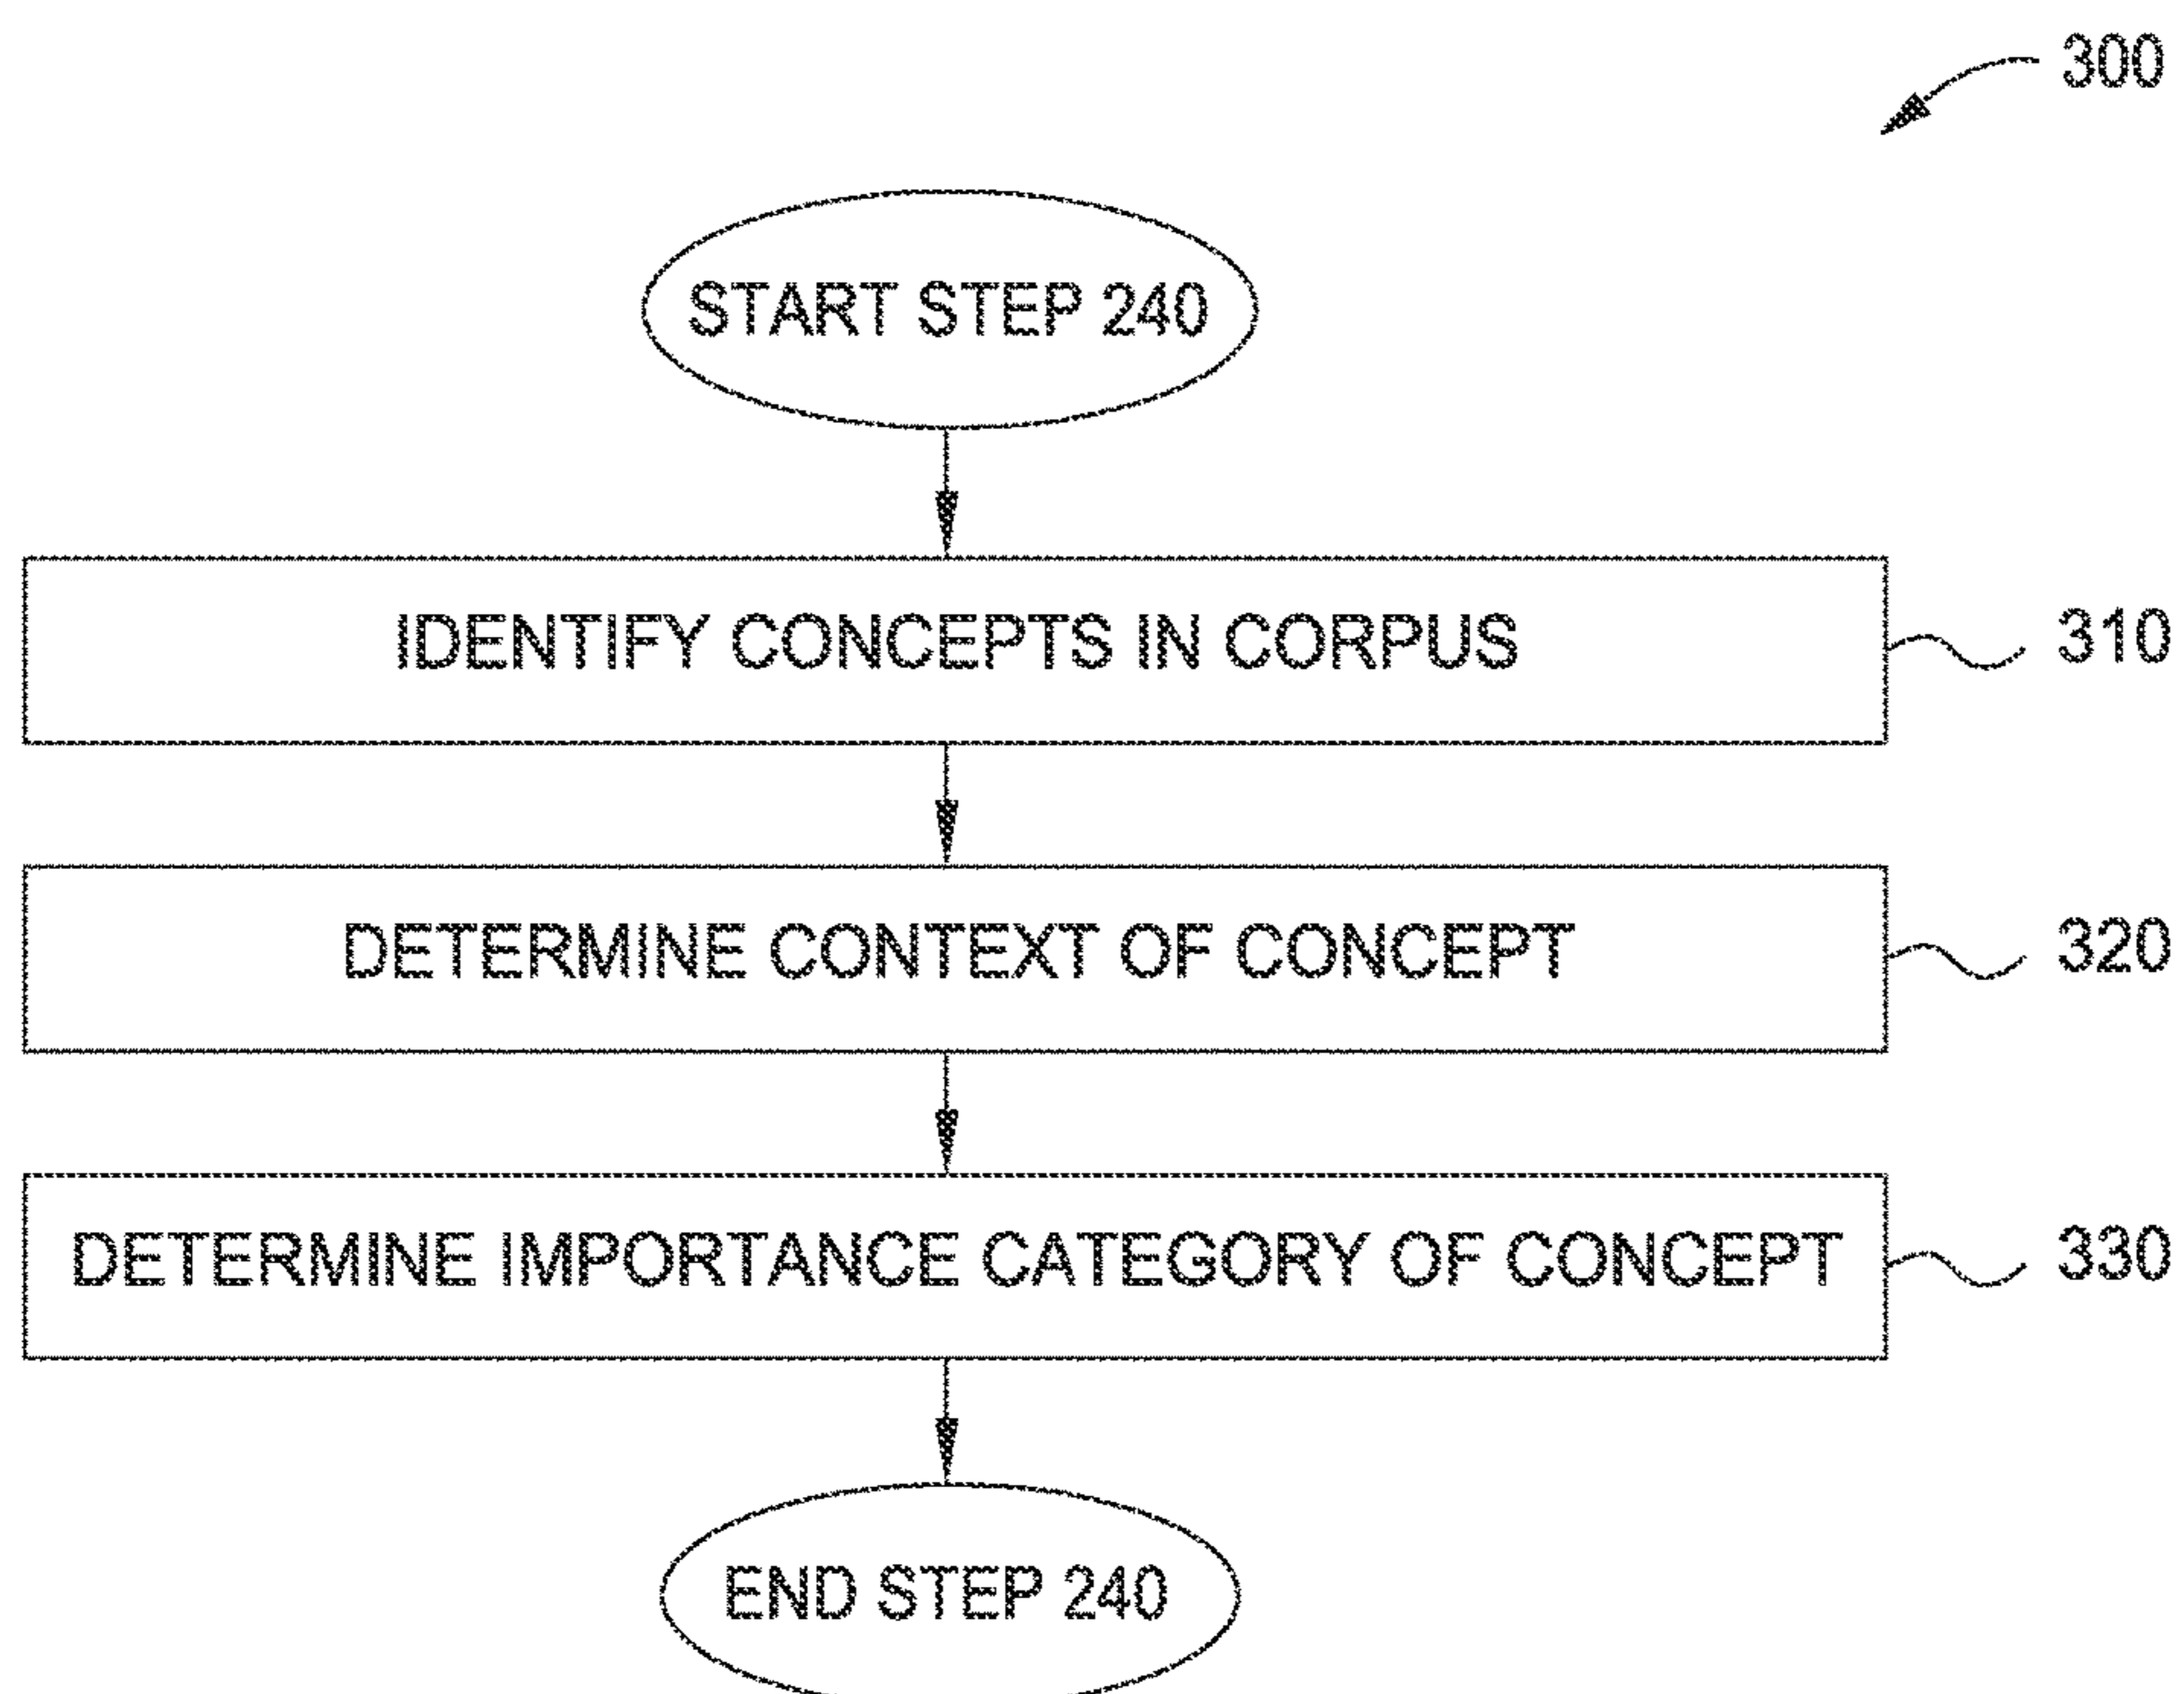 300
START STEP 240
IDENTIFY CONCEPTS IN CORPUS
310
DETERMINE CONTEXT OF CONCEPT
320
DETERMINE IMPORTANCE CATEGORY OF CONCEPT
330
END STEP 240